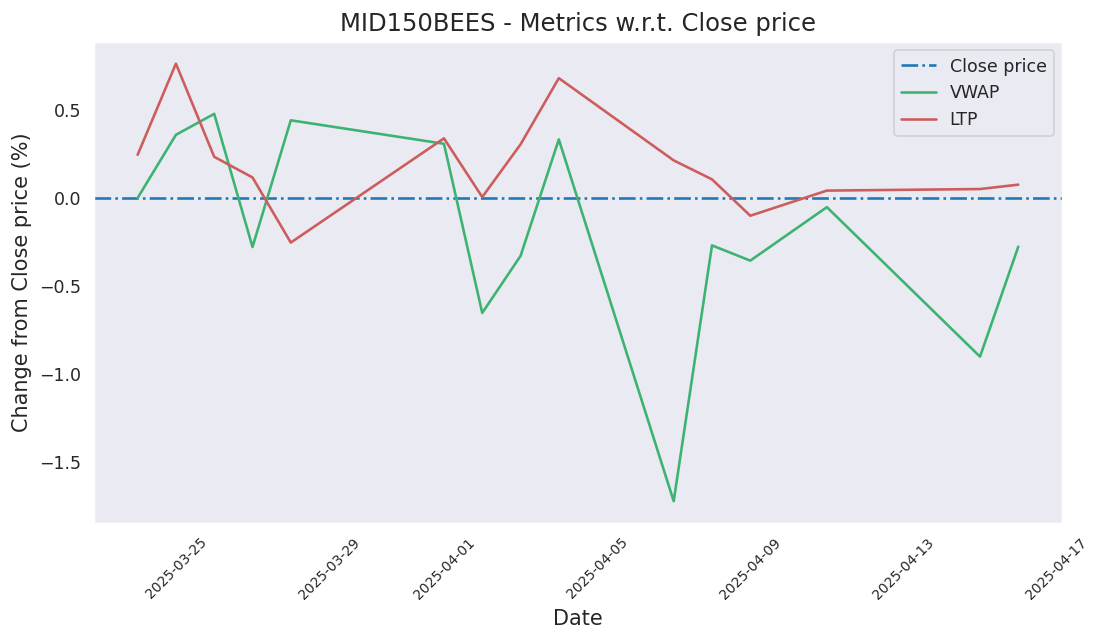 MID150BEES - Metrics w.r.t. Close price
Close price
VWAP
LTP
Change from Close price (%)
0.5
0.0
−0.5
−1.0
−1.5
2025-03-25
2025-03-29
2025-04-01
2025-04-05
2025-04-09
2025-04-13
2025-04-17
Date